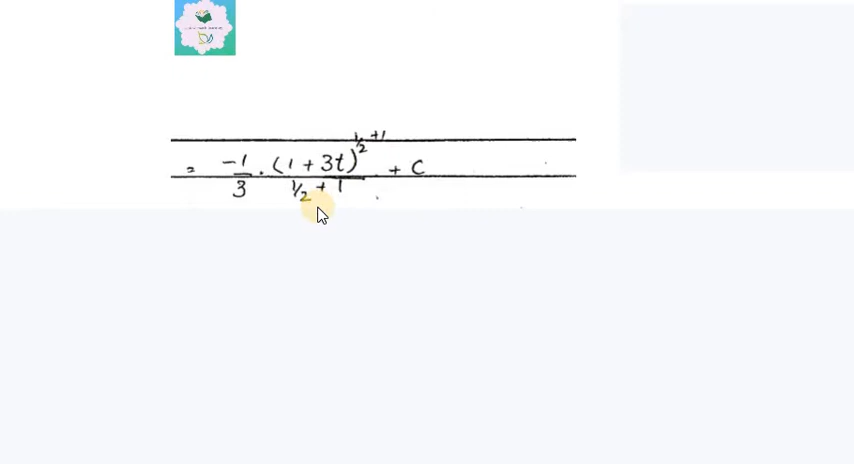 = -1/3 . (1 + 3t)^(1/2 + 1) / (1/2 + 1) + C